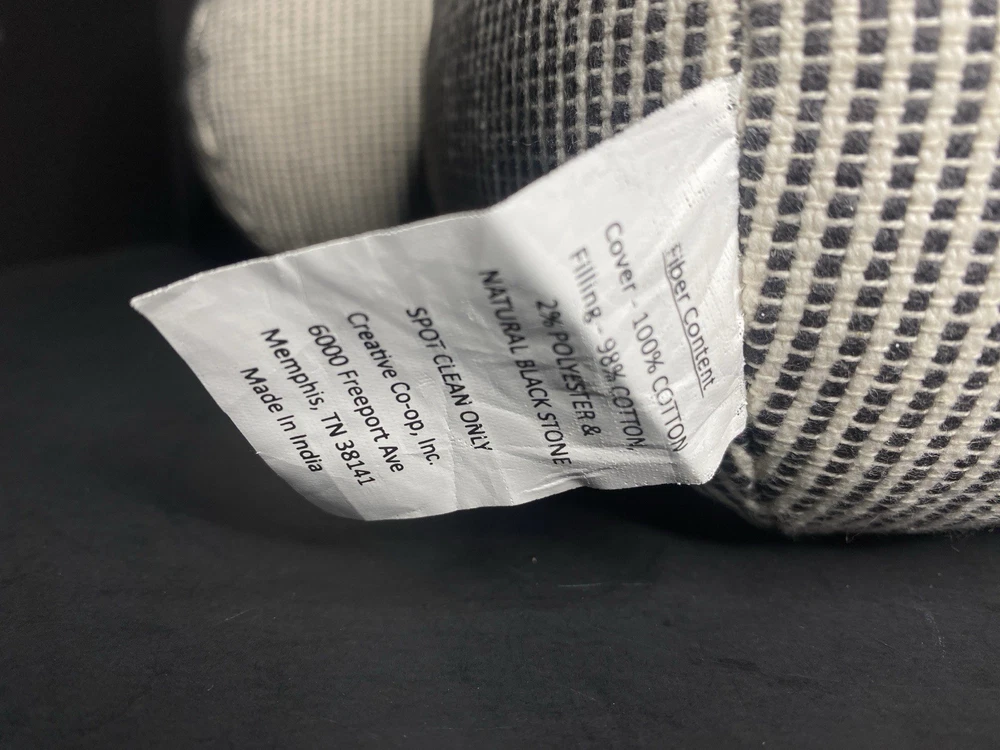 Fiber Content
Cover - 100% COTTON
Filling - 98% COTTON,
2% POLYESTER &
NATURAL BLACK STONE
SPOT CLEAN ONLY
Creative Co-op, Inc.
6000 Freeport Ave
Memphis, TN 38141
Made In India